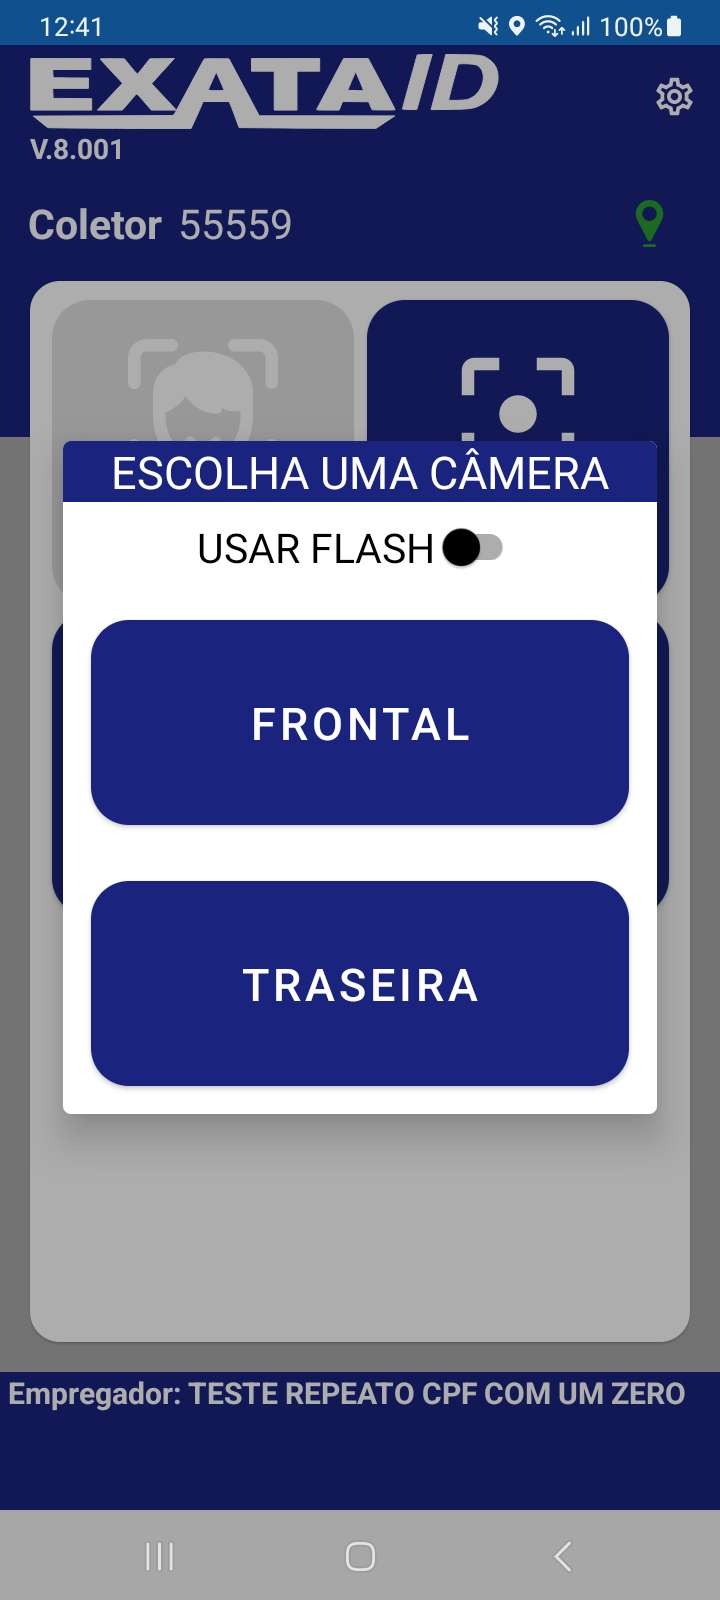 12:41
100%
EXATAID
V.8.001
Coletor 55559
ESCOLHA UMA CÂMERA
USAR FLASH
FRONTAL
TRASEIRA
Empregador: TESTE REPEATO CPF COM UM ZERO